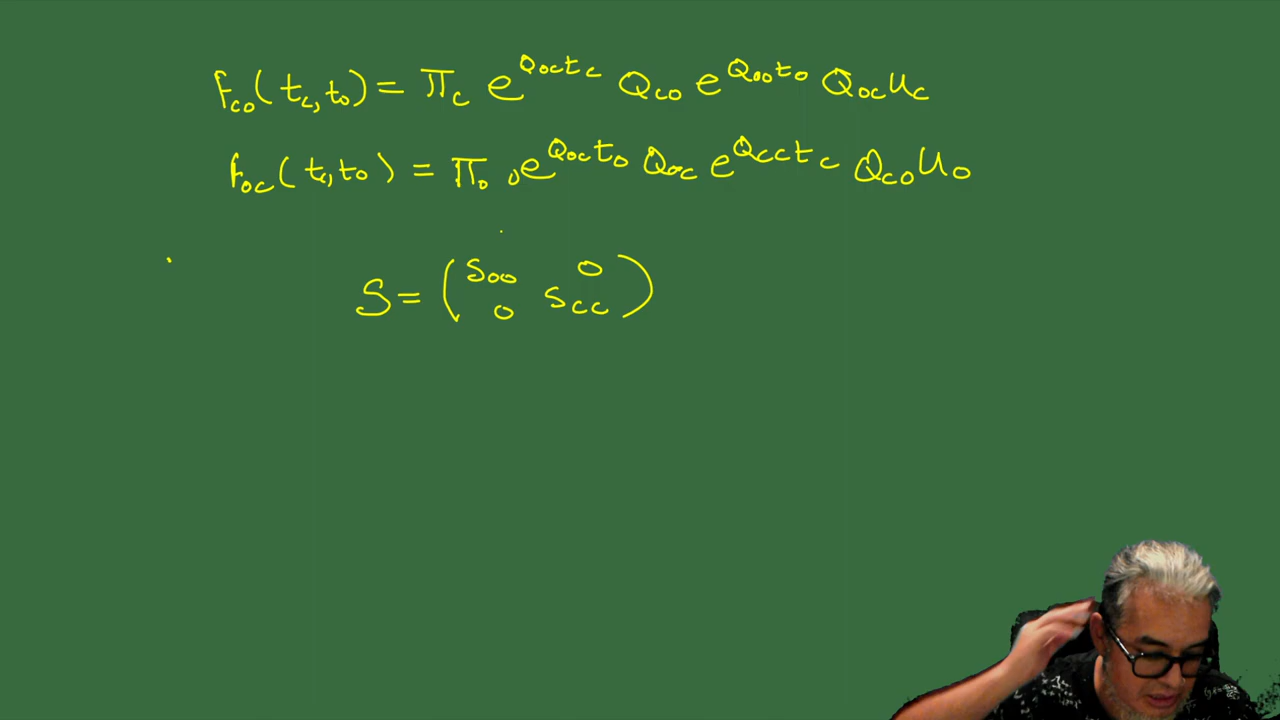 f_co(t_c,t_o) = π_c e^{Q_oc t_c} Q_co e^{Q_oo t_o} Q_oc u_c
f_oc(t_c,t_o) = π_o 0 e^{Q_oc t_o} Q_oc e^{Q_cc t_c} Q_co u_o
S = ( S_oo 0
0 S_cc )